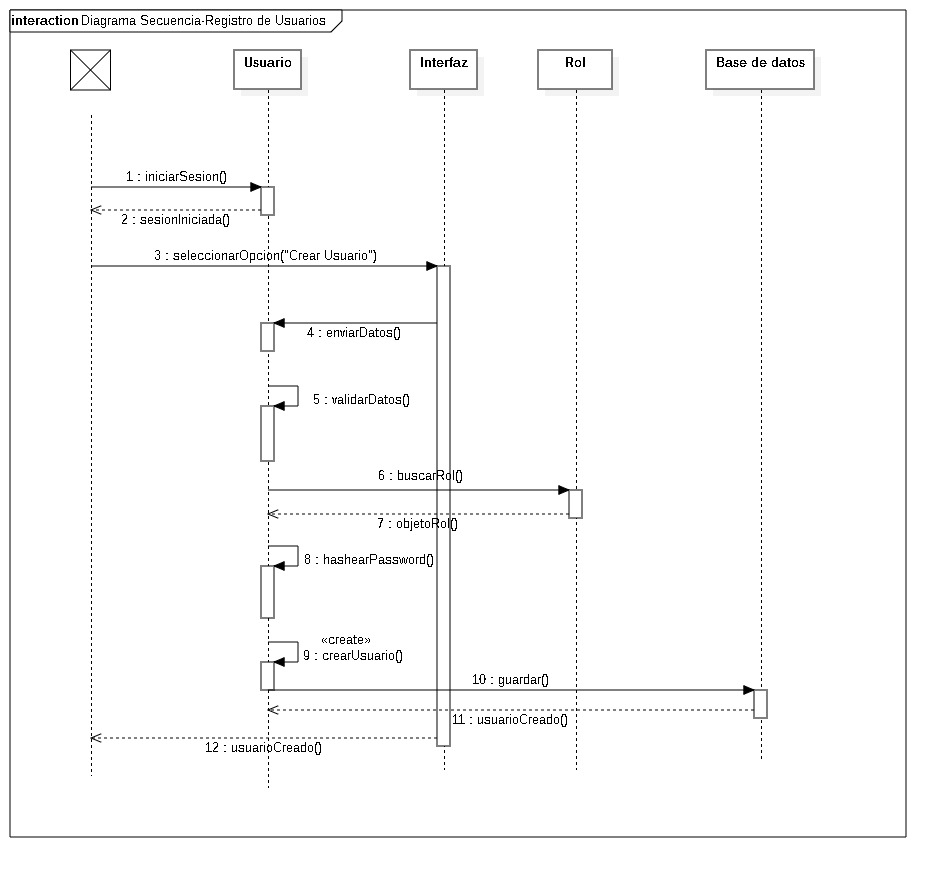 interaction Diagrama Secuencia-Registro de Usuarios
Usuario
Interfaz
Rol
Base de datos
1 : iniciarSesion()
2 : sesionIniciada()
3 : seleccionarOpcion("Crear Usuario")
4 : enviarDatos()
5 : validarDatos()
6 : buscarRol()
7 : objetoRol()
8 : hashearPassword()
«create»
9 : crearUsuario()
10 : guardar()
11 : usuarioCreado()
12 : usuarioCreado()